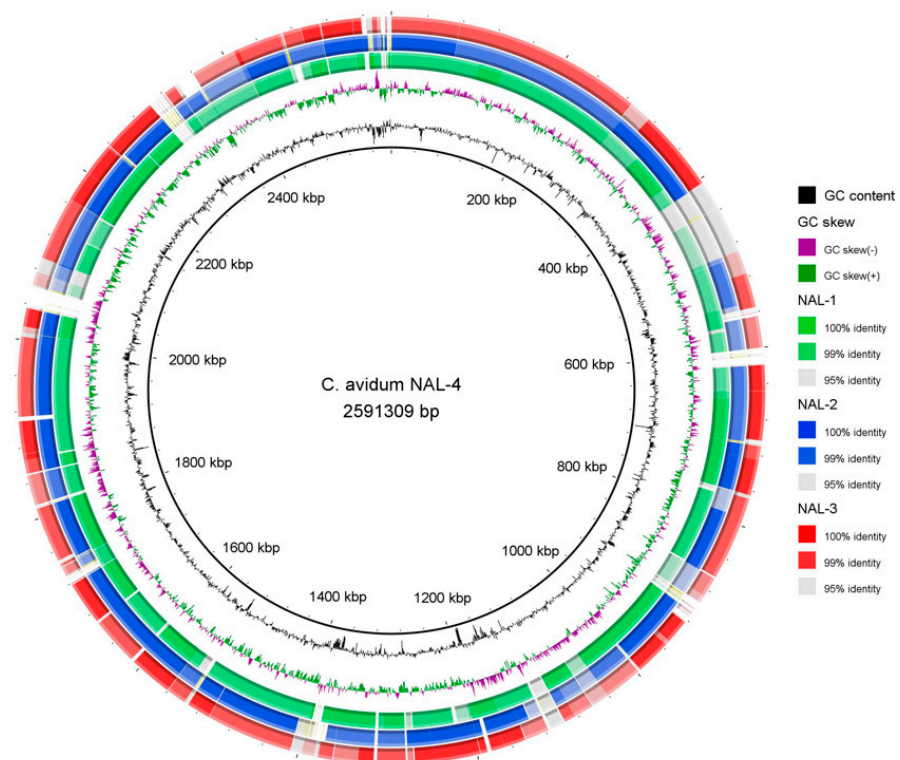 C. avidum NAL-4
2591309 bp
200 kbp
400 kbp
600 kbp
800 kbp
1000 kbp
1200 kbp
1400 kbp
1600 kbp
1800 kbp
2000 kbp
2200 kbp
2400 kbp
GC content
GC skew
GC skew(-)
GC skew(+)
NAL-1
100% identity
99% identity
95% identity
NAL-2
100% identity
99% identity
95% identity
NAL-3
100% identity
99% identity
95% identity